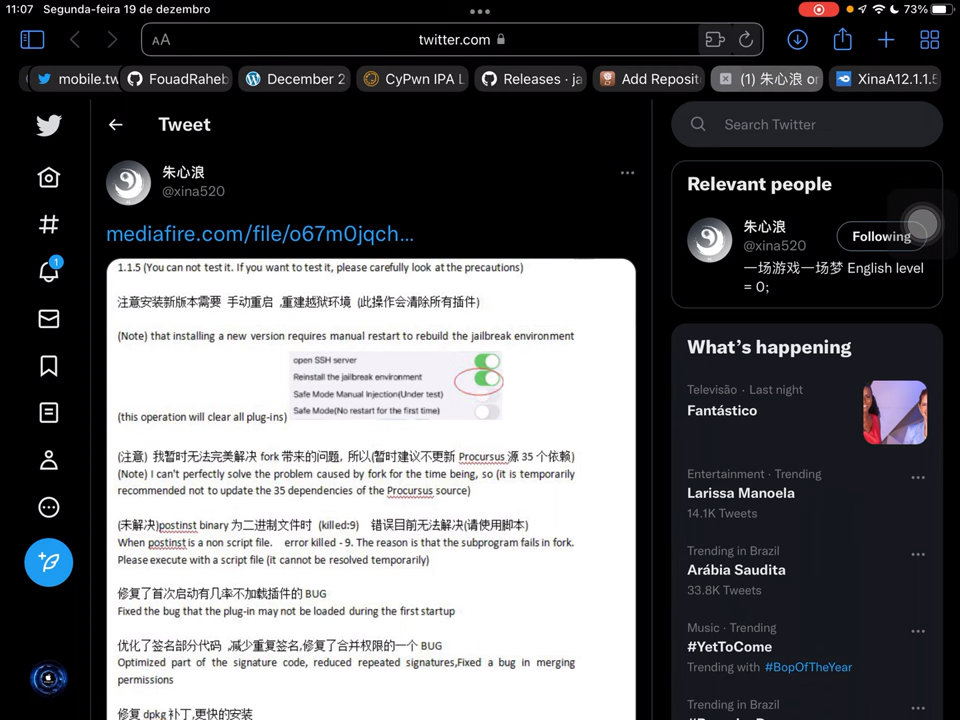 11:07 Segunda-feira 19 de dezembro
73%
AA
twitter.com
mobile.tw
FouadRaheb
December 2
CyPwn IPA L
Releases · ja
Add Reposit
(1) 朱心浪 on
XinaA12.1.1.5
Tweet
朱心浪
@xina520
mediafire.com/file/o67m0jqch…
1.1.5 (You can not test it. If you want to test it, please carefully look at the precautions)
注意安装新版本需要 手动重启 ,重建越狱环境 (此操作会清除所有插件)
(Note) that installing a new version requires manual restart to rebuild the jailbreak environment
open SSH server
Reinstall the jailbreak environment
Safe Mode Manual Injection(Under test)
Safe Mode(No restart for the first time)
(this operation will clear all plug-ins)
(注意) 我暂时无法完美解决 fork 带来的问题, 所以(暂时建议不更新 Procursus 源 35 个依赖)
(Note) I can't perfectly solve the problem caused by fork for the time being, so (it is temporarily
recommended not to update the 35 dependencies of the Procursus source)
(未解决)postinst binary 为二进制文件时 (killed:9) 错误目前无法解决(请使用脚本)
When postinst is a non script file. error killed - 9. The reason is that the subprogram fails in fork.
Please execute with a script file (it cannot be resolved temporarily)
修复了首次启动有几率不加载插件的 BUG
Fixed the bug that the plug-in may not be loaded during the first startup
优化了签名部分代码 ,减少重复签名,修复了合并权限的一个 BUG
Optimized part of the signature code, reduced repeated signatures,Fixed a bug in merging
permissions
修复 dpkg 补丁,更快的安装
1
Search Twitter
Relevant people
朱心浪
@xina520
Following
一场游戏一场梦 English level
= 0;
What's happening
Televisão · Last night
Fantástico
Entertainment · Trending
Larissa Manoela
14.1K Tweets
Trending in Brazil
Arábia Saudita
33.8K Tweets
Music · Trending
#YetToCome
Trending with #BopOfTheYear
Trending in Brazil